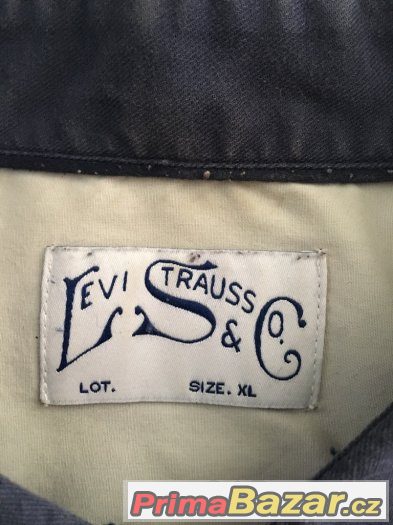 LEVI STRAUSS & CO.
LOT. SIZE. XL
PrimaBazar.cz